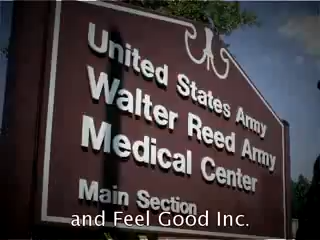 United States Army
Walter Reed Army
Medical Center
Main Section
and Feel Good Inc.